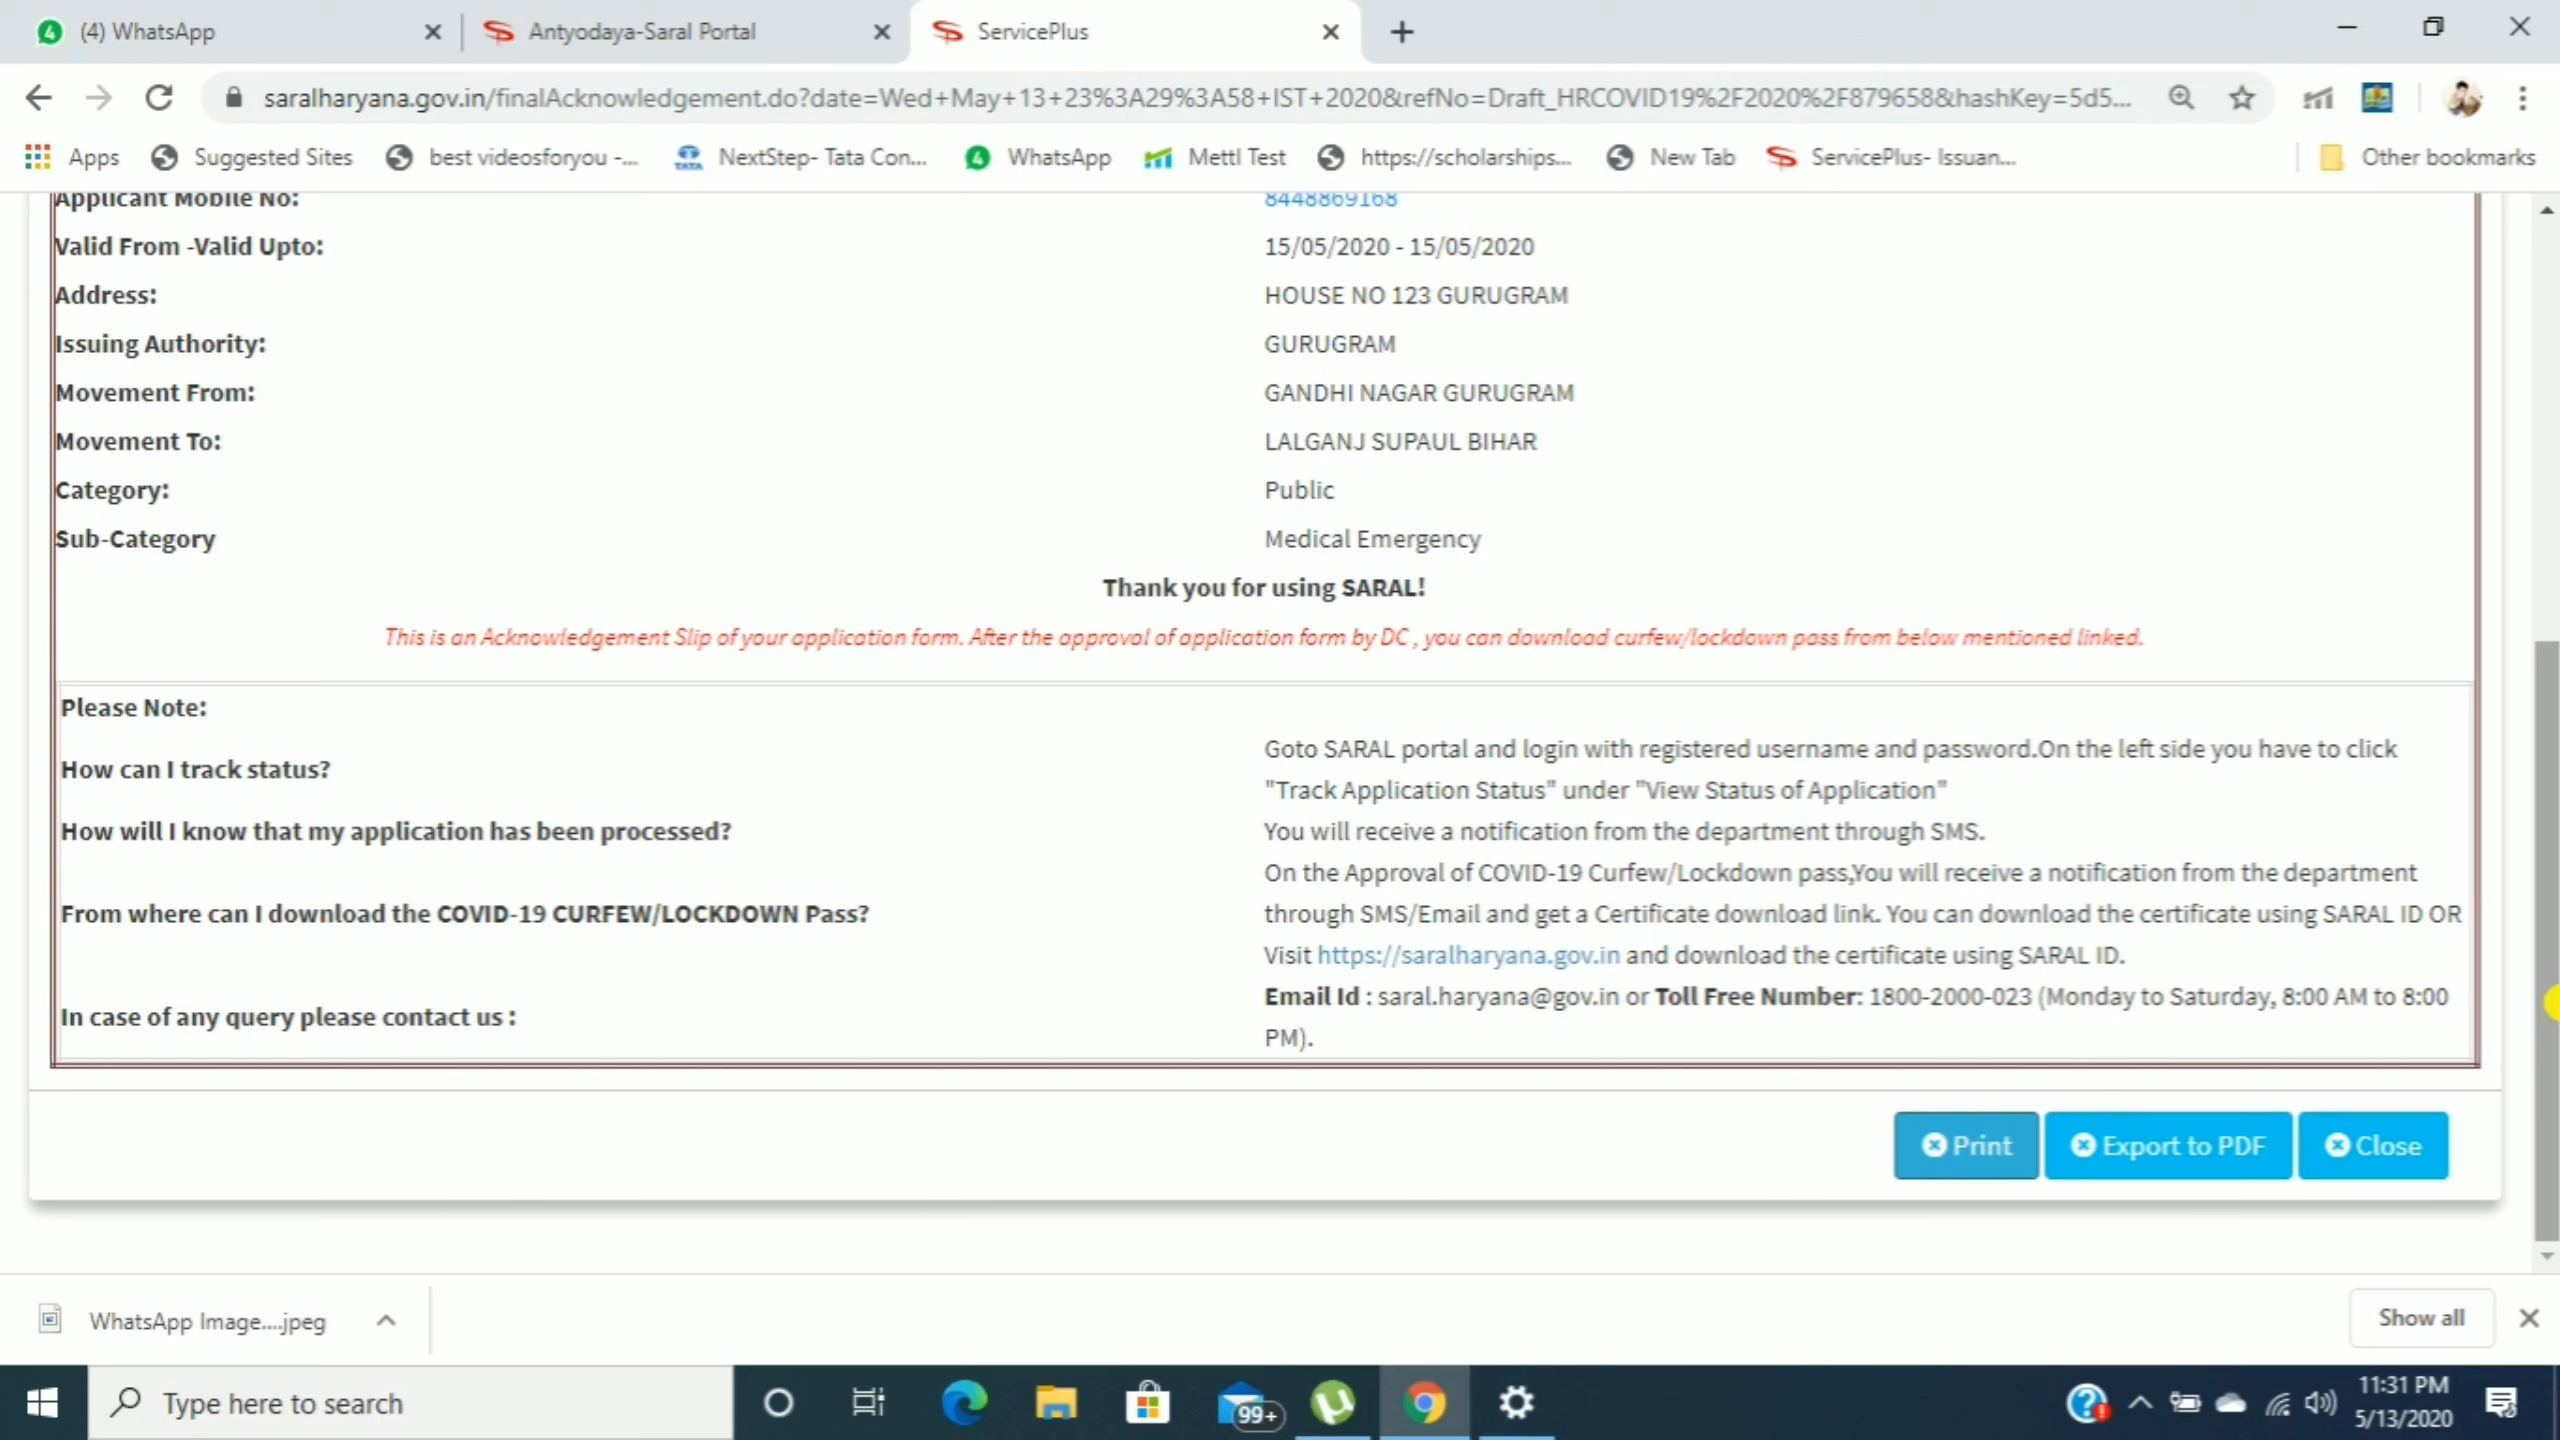 (4) WhatsApp
Antyodaya-Saral Portal
ServicePlus
saralharyana.gov.in/finalAcknowledgement.do?date=Wed+May+13+23%3A29%3A58+IST+2020&refNo=Draft_HRCOVID19%2F2020%2F879658&hashKey=5d5...
Apps
Suggested Sites
best videosforyou -...
TATA
NextStep- Tata Con...
WhatsApp
Mettl Test
https://scholarships...
New Tab
ServicePlus- Issuan...
Other bookmarks
Applicant Mobile No: 8448869168
Valid From -Valid Upto: 15/05/2020 - 15/05/2020
Address: HOUSE NO 123 GURUGRAM
Issuing Authority: GURUGRAM
Movement From: GANDHI NAGAR GURUGRAM
Movement To: LALGANJ SUPAUL BIHAR
Category: Public
Sub-Category Medical Emergency
Thank you for using SARAL!
This is an Acknowledgement Slip of your application form. After the approval of application form by DC , you can download curfew/lockdown pass from below mentioned linked.
Please Note:
How can I track status?
Goto SARAL portal and login with registered username and password.On the left side you have to click
"Track Application Status" under "View Status of Application"
How will I know that my application has been processed?
You will receive a notification from the department through SMS.
From where can I download the COVID-19 CURFEW/LOCKDOWN Pass?
On the Approval of COVID-19 Curfew/Lockdown pass,You will receive a notification from the department
through SMS/Email and get a Certificate download link. You can download the certificate using SARAL ID OR
Visit https://saralharyana.gov.in and download the certificate using SARAL ID.
In case of any query please contact us :
Email Id : saral.haryana@gov.in or Toll Free Number: 1800-2000-023 (Monday to Saturday, 8:00 AM to 8:00
PM).
Print
Export to PDF
Close
WhatsApp Image....jpeg
Show all
Type here to search
99+
11:31 PM
5/13/2020